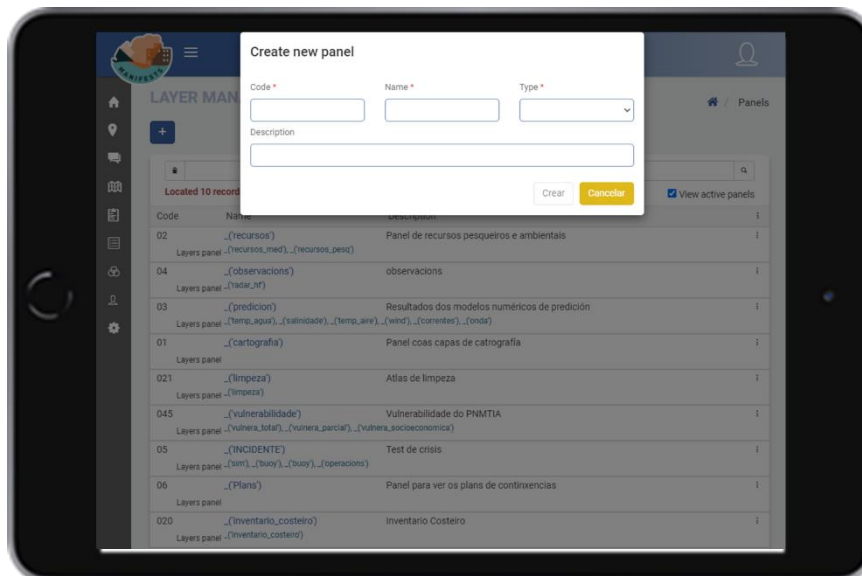 MANIFESTS
Create new panel
Code * Name * Type *
Description
Crear Cancelar
LAYER MAN
/ Panels
Located 10 record
View active panels
Code Name Description
02 _('recursos') Panel de recursos pesqueiros e ambientais
Layers panel _('recursos_med'), _('recursos_pesq')
04 _('observacions') observacions
Layers panel _('radar_hf')
03 _('predicion') Resultados dos modelos numéricos de predición
Layers panel _('temp_agua'), _('salinidade'), _('temp_aire'), _('wind'), _('correntes'), _('onda')
01 _('cartografia') Panel coas capas de catrografía
Layers panel
021 _('limpeza') Atlas de limpeza
Layers panel _('limpeza')
045 _('vulnerabilidade') Vulnerabilidade do PNMTIA
Layers panel _('vulnera_total'), _('vulnera_parcial'), _('vulnera_socioeconomica')
05 _('INCIDENTE') Test de crisis
Layers panel _('sim'), _('buoy'), _('buoy'), _('operacions')
06 _('Plans') Panel para ver os plans de continxencias
Layers panel
020 _('inventario_costeiro') Inventario Costeiro
Layers panel _('inventario_costeiro')